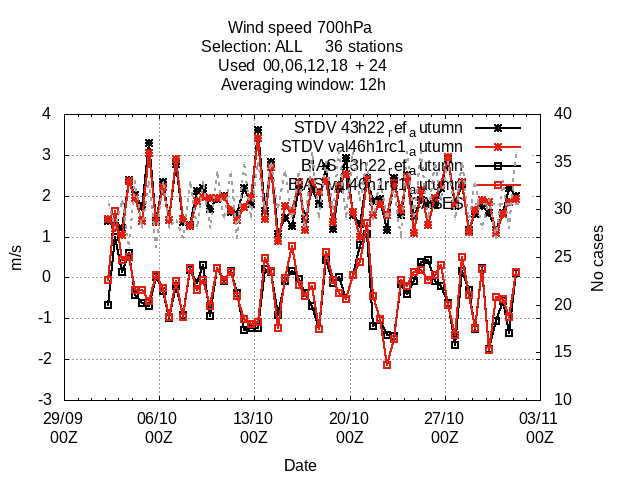 Wind speed 700hPa
Selection: ALL 36 stations
Used 00,06,12,18 + 24
Averaging window: 12h
4 40
STDV 43h22_ref_autumn
STDV val46h1rc1_autumn
3 35
BIAS 43h22_ref_autumn
BIAS val46h1rc1_autumn
2 30
1 25
m/s
No cases
0
-1 20
-2 15
-3 10
29/09 06/10 13/10 20/10 27/10 03/11
00Z 00Z 00Z 00Z 00Z 00Z
Date